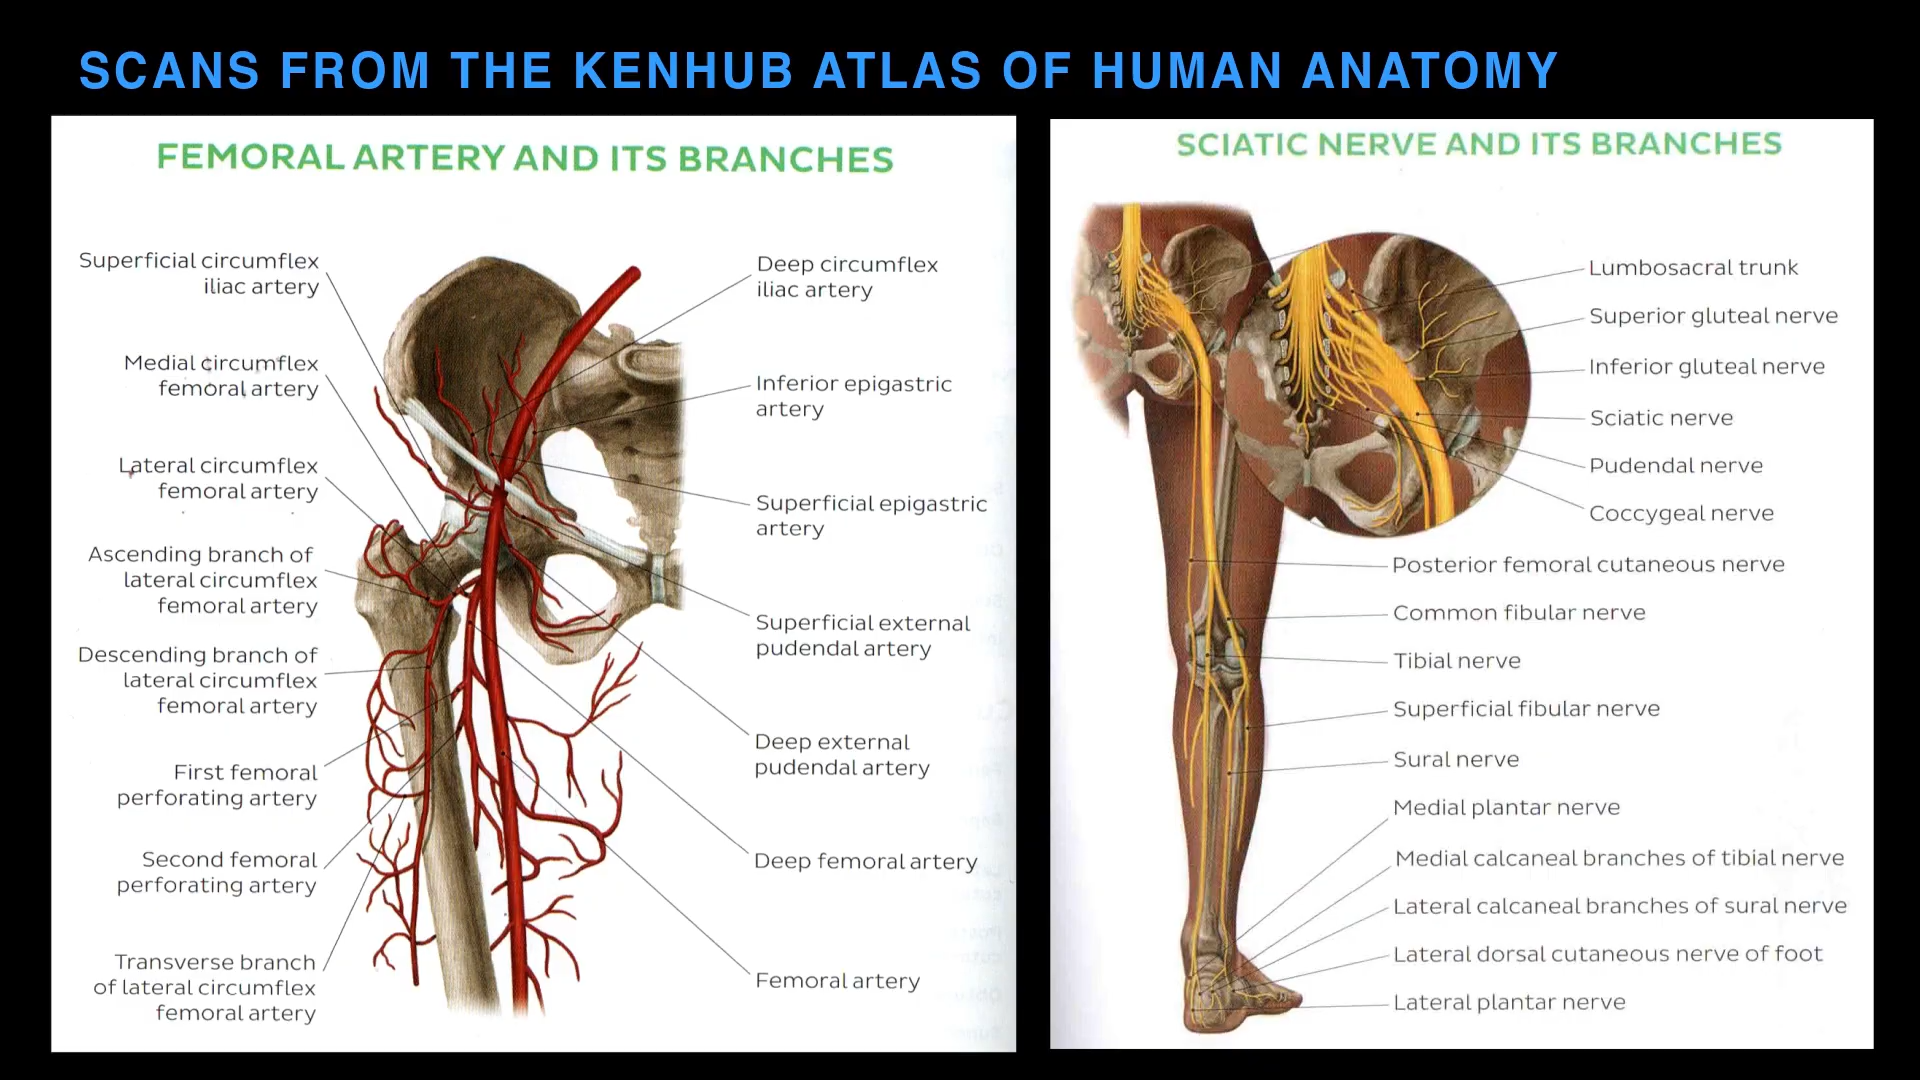 SCANS FROM THE KENHUB ATLAS OF HUMAN ANATOMY
FEMORAL ARTERY AND ITS BRANCHES
Superficial circumflex
iliac artery
Medial circumflex
femoral artery
Lateral circumflex
femoral artery
Ascending branch of
lateral circumflex
femoral artery
Descending branch of
lateral circumflex
femoral artery
First femoral
perforating artery
Second femoral
perforating artery
Transverse branch
of lateral circumflex
femoral artery
Deep circumflex
iliac artery
Inferior epigastric
artery
Superficial epigastric
artery
Superficial external
pudendal artery
Deep external
pudendal artery
Deep femoral artery
Femoral artery
SCIATIC NERVE AND ITS BRANCHES
Lumbosacral trunk
Superior gluteal nerve
Inferior gluteal nerve
Sciatic nerve
Pudendal nerve
Coccygeal nerve
Posterior femoral cutaneous nerve
Common fibular nerve
Tibial nerve
Superficial fibular nerve
Sural nerve
Medial plantar nerve
Medial calcaneal branches of tibial nerve
Lateral calcaneal branches of sural nerve
Lateral dorsal cutaneous nerve of foot
Lateral plantar nerve